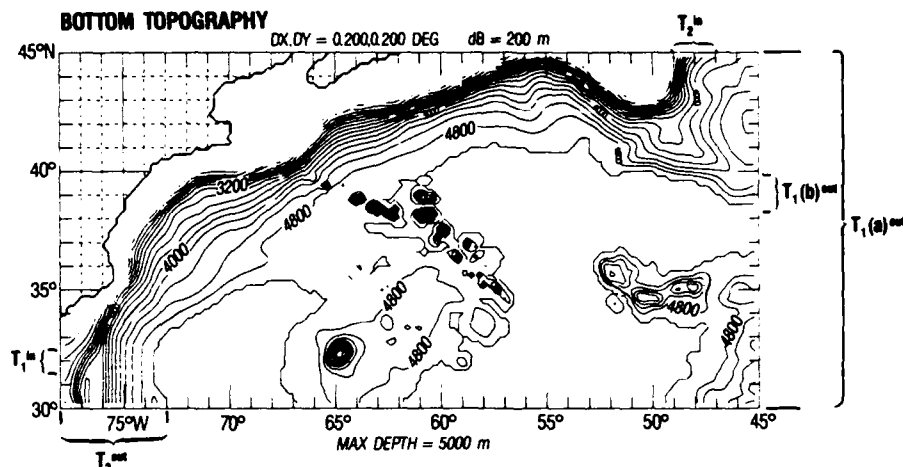 BOTTOM TOPOGRAPHY
DX,DY = 0.200,0.200 DEG dB = 200 m
T₂ⁱⁿ
45°N
4800
40°
3200
4800
4800
T₁(b)ᵒᵘᵗ
T₁(a)ᵒᵘᵗ
4000
35°
4800
4800
4800
4800
T₁ⁱⁿ
30°
75°W
70°
65°
60°
55°
50°
45°
MAX DEPTH = 5000 m
T₂ᵒᵘᵗ